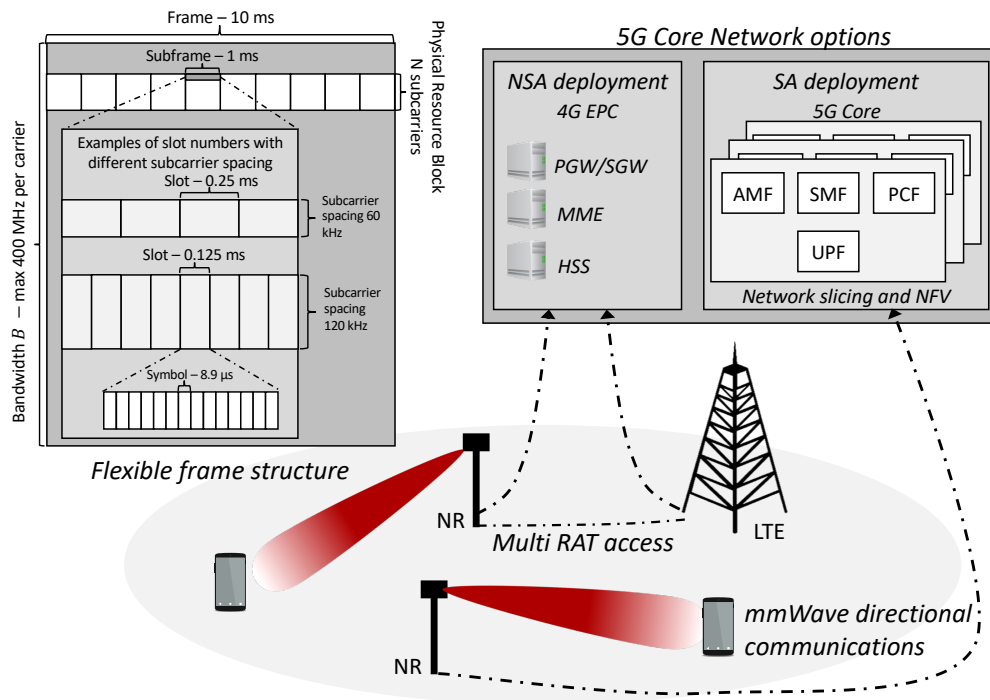 Frame – 10 ms
Subframe – 1 ms
Physical Resource Block
N subcarriers
Bandwidth B – max 400 MHz per carrier
Examples of slot numbers with
different subcarrier spacing
Slot – 0.25 ms
Subcarrier
spacing 60
kHz
Slot – 0.125 ms
Subcarrier
spacing
120 kHz
Symbol – 8.9 µs
Flexible frame structure
5G Core Network options
NSA deployment
4G EPC
PGW/SGW
MME
HSS
SA deployment
5G Core
AMF
SMF
PCF
UPF
Network slicing and NFV
NR
LTE
Multi RAT access
NR
mmWave directional
communications